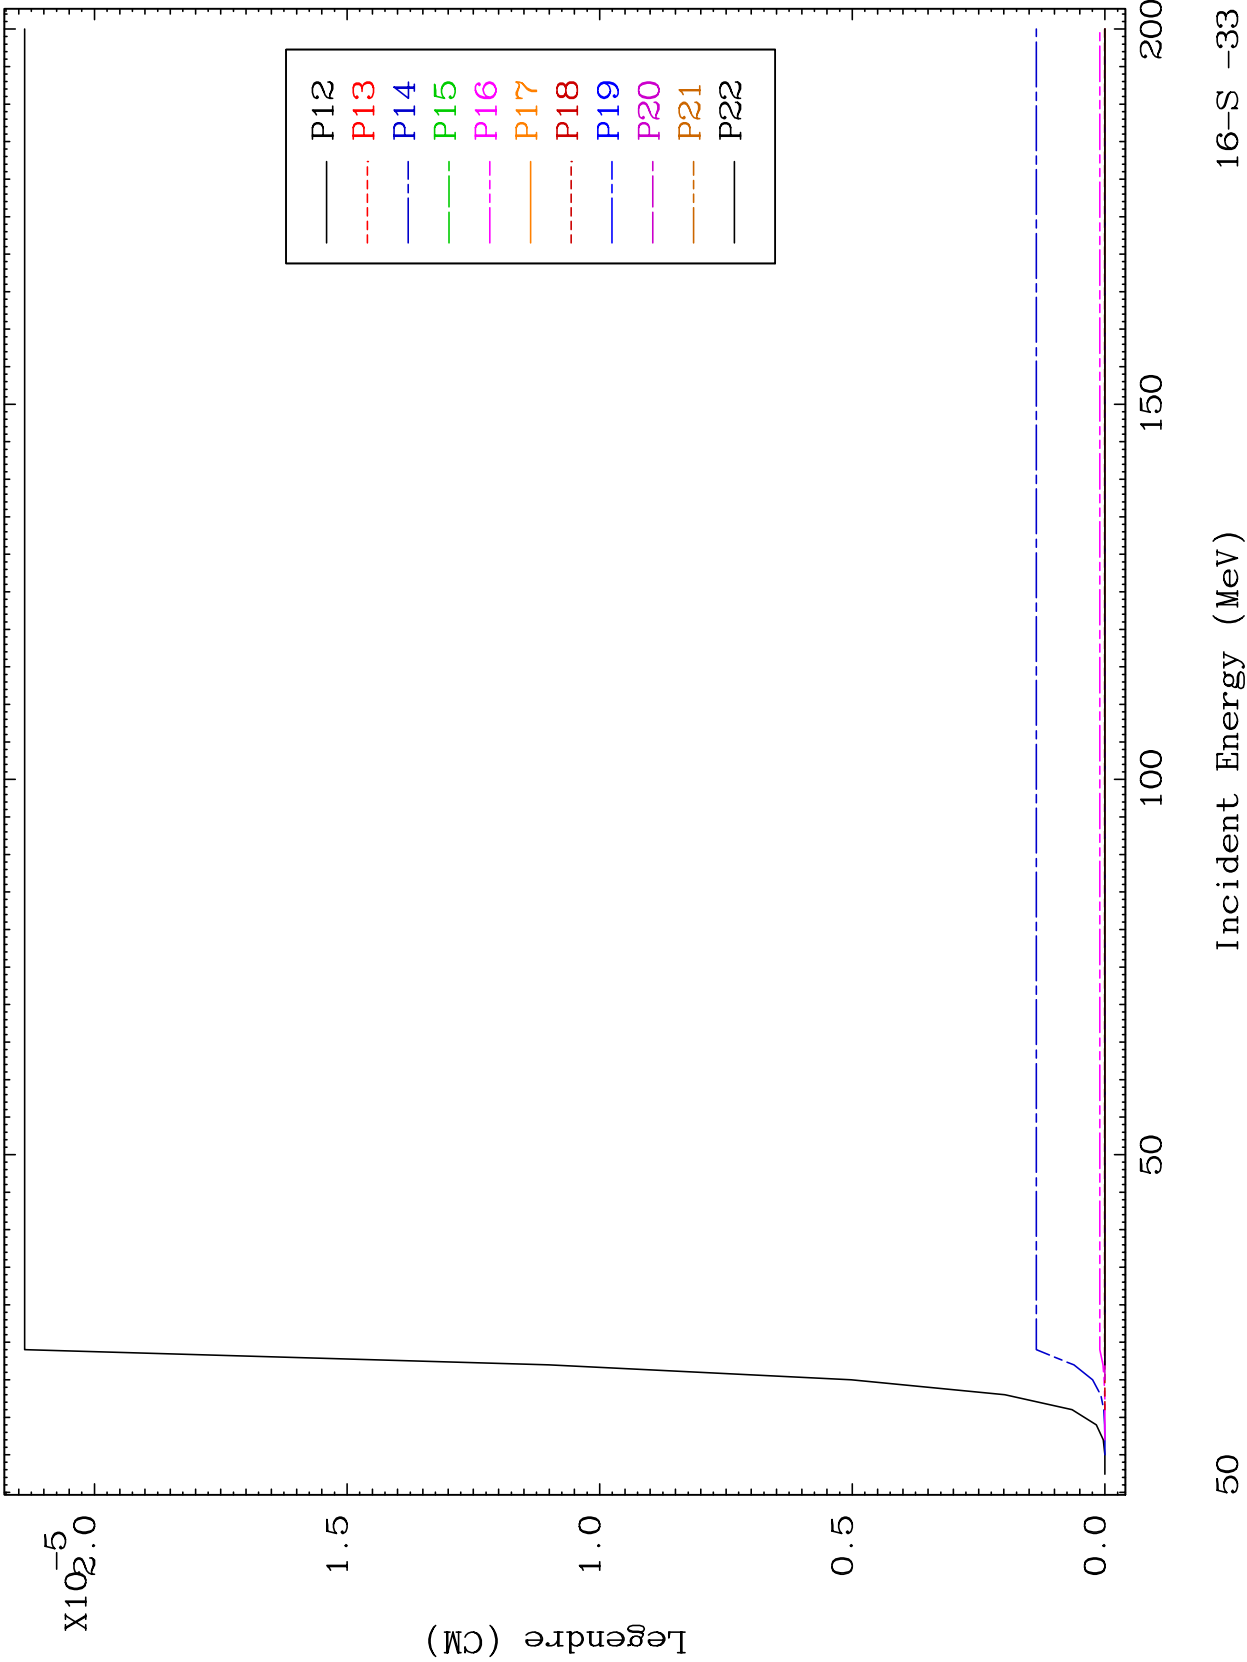 X10-5
2.0
1.5
1.0
0.5
0.0
Legendre (CM)
P12
P13
P14
P15
P16
P17
P18
P19
P20
P21
P22
50
100
150
200
Incident Energy (MeV)
50
16-S -33